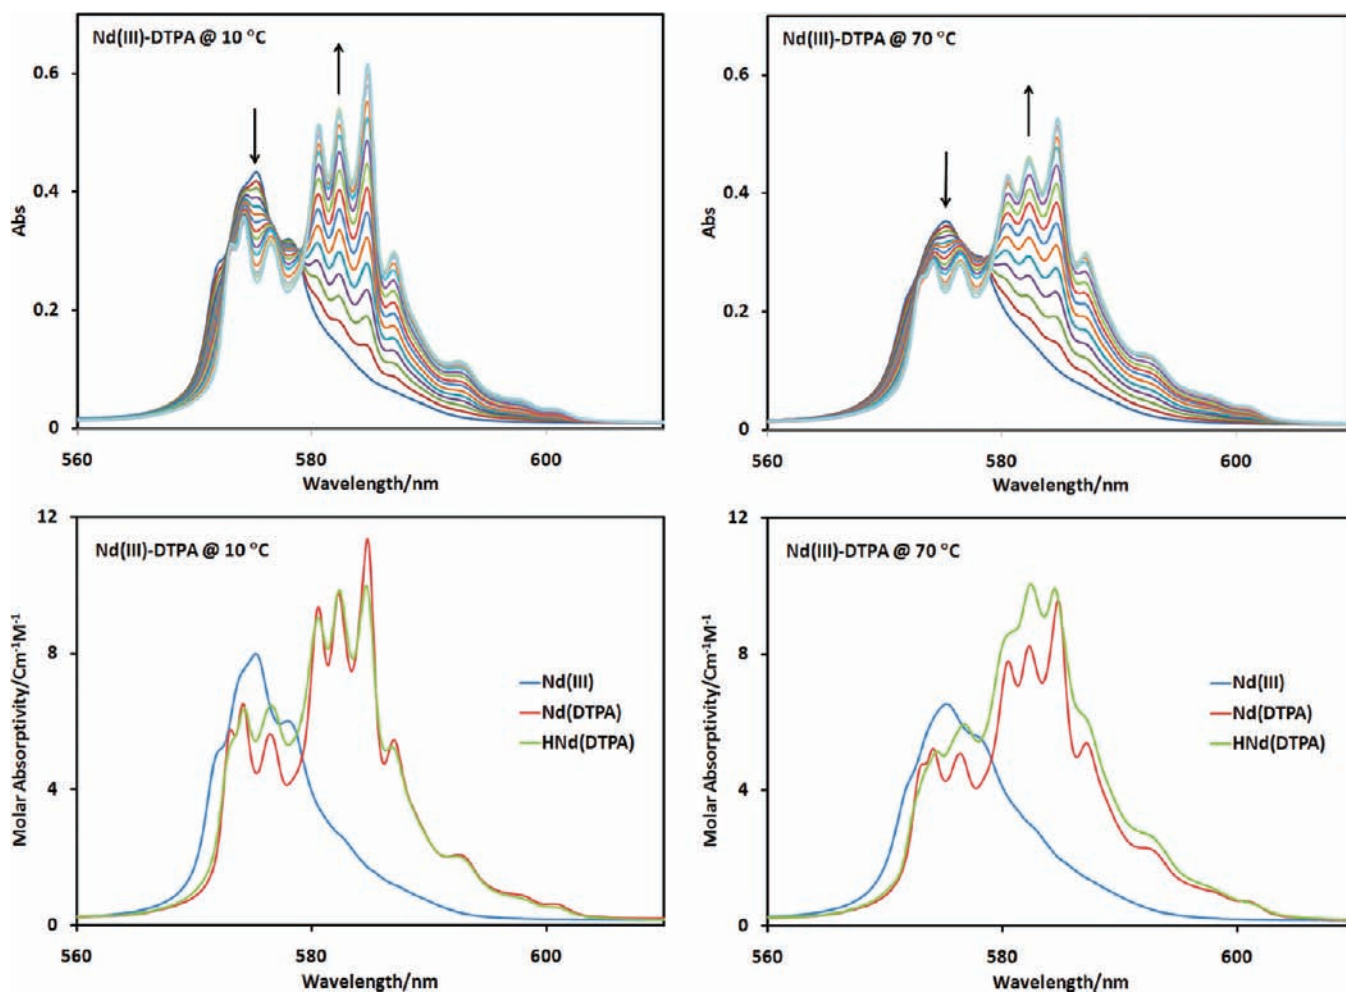 Nd(III)-DTPA @ 10 °C
0.6
0.4
0.2
0
Abs
560
580
600
Wavelength/nm
Nd(III)-DTPA @ 70 °C
0.6
0.4
0.2
0
Abs
560
580
600
Wavelength/nm
12
8
4
0
Nd(III)-DTPA @ 10 °C
Molar Absorptivity/Cm⁻¹M⁻¹
Nd(III)
Nd(DTPA)
HNd(DTPA)
560
580
600
Wavelength/nm
12
8
4
0
Nd(III)-DTPA @ 70 °C
Molar Absorptivity/Cm⁻¹M⁻¹
Nd(III)
Nd(DTPA)
HNd(DTPA)
560
580
600
Wavelength/nm